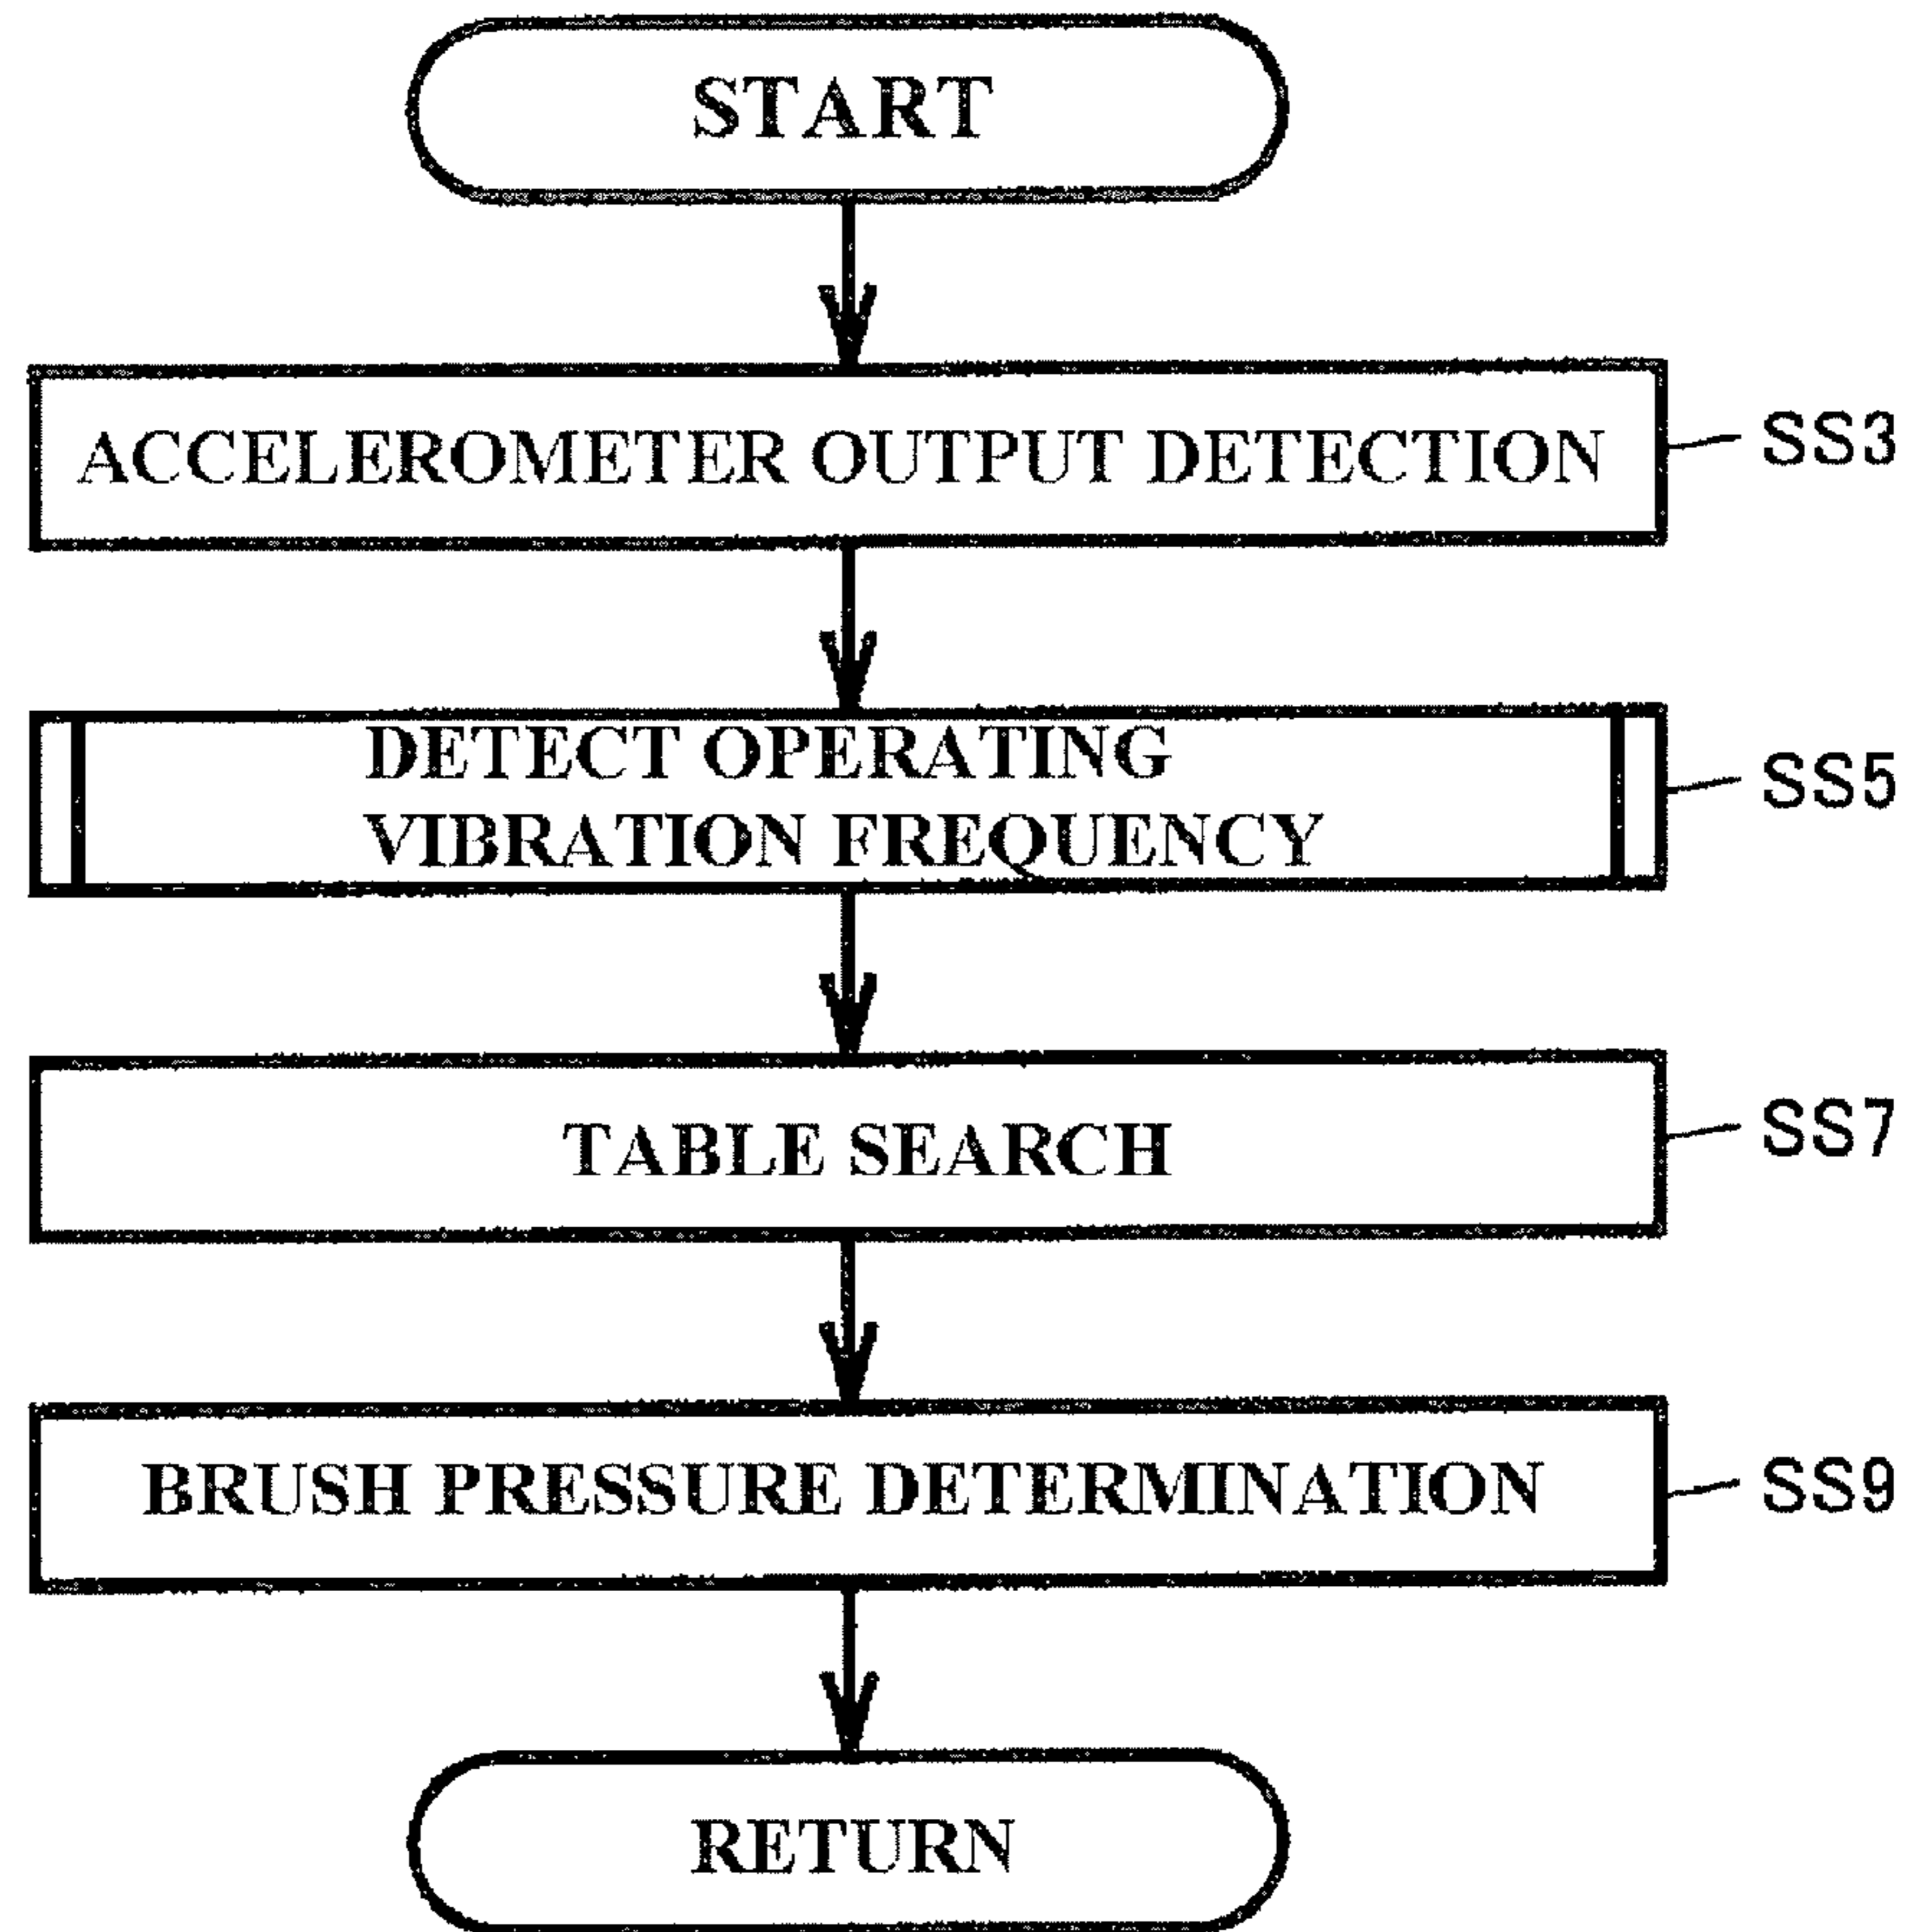 START
ACCELEROMETER OUTPUT DETECTION
SS3
DETECT OPERATING
VIBRATION FREQUENCY
SS5
TABLE SEARCH
SS7
BRUSH PRESSURE DETERMINATION
SS9
RETURN